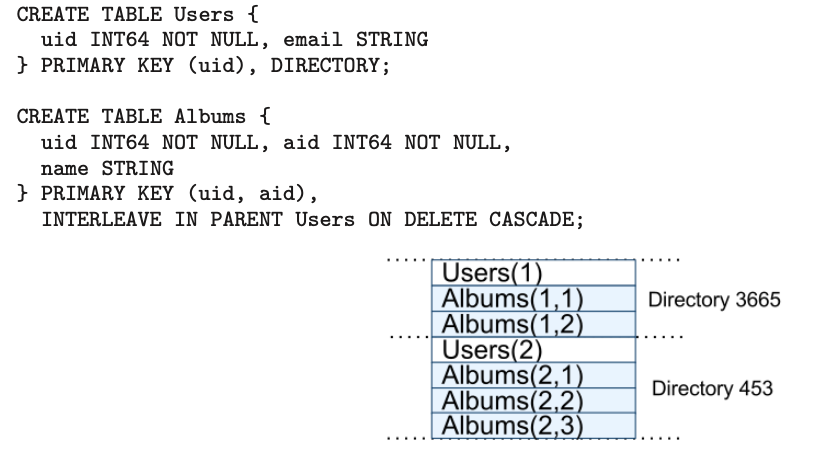 CREATE TABLE Users {
uid INT64 NOT NULL, email STRING
} PRIMARY KEY (uid), DIRECTORY;
CREATE TABLE Albums {
uid INT64 NOT NULL, aid INT64 NOT NULL,
name STRING
} PRIMARY KEY (uid, aid),
INTERLEAVE IN PARENT Users ON DELETE CASCADE;
Users(1)
Albums(1,1)
Directory 3665
Albums(1,2)
Users(2)
Albums(2,1)
Directory 453
Albums(2,2)
Albums(2,3)